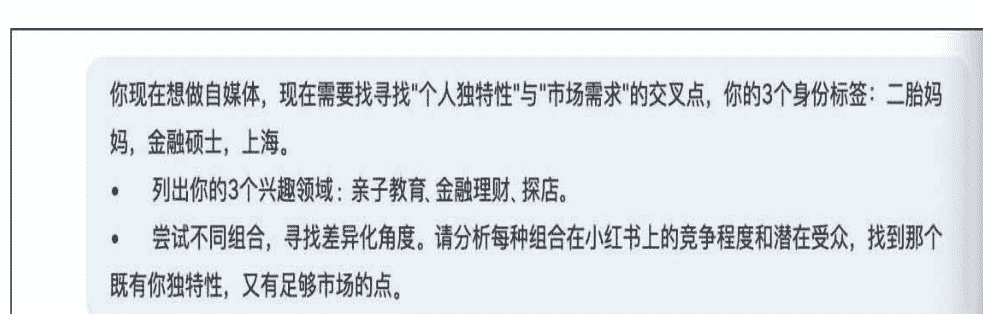 你现在想做自媒体，现在需要找寻找"个人独特性"与"市场需求"的交叉点，你的3个身份标签：二胎妈
妈，金融硕士，上海。
• 列出你的3个兴趣领域：亲子教育、金融理财、探店。
• 尝试不同组合，寻找差异化角度。请分析每种组合在小红书上的竞争程度和潜在受众，找到那个
既有你独特性，又有足够市场的点。